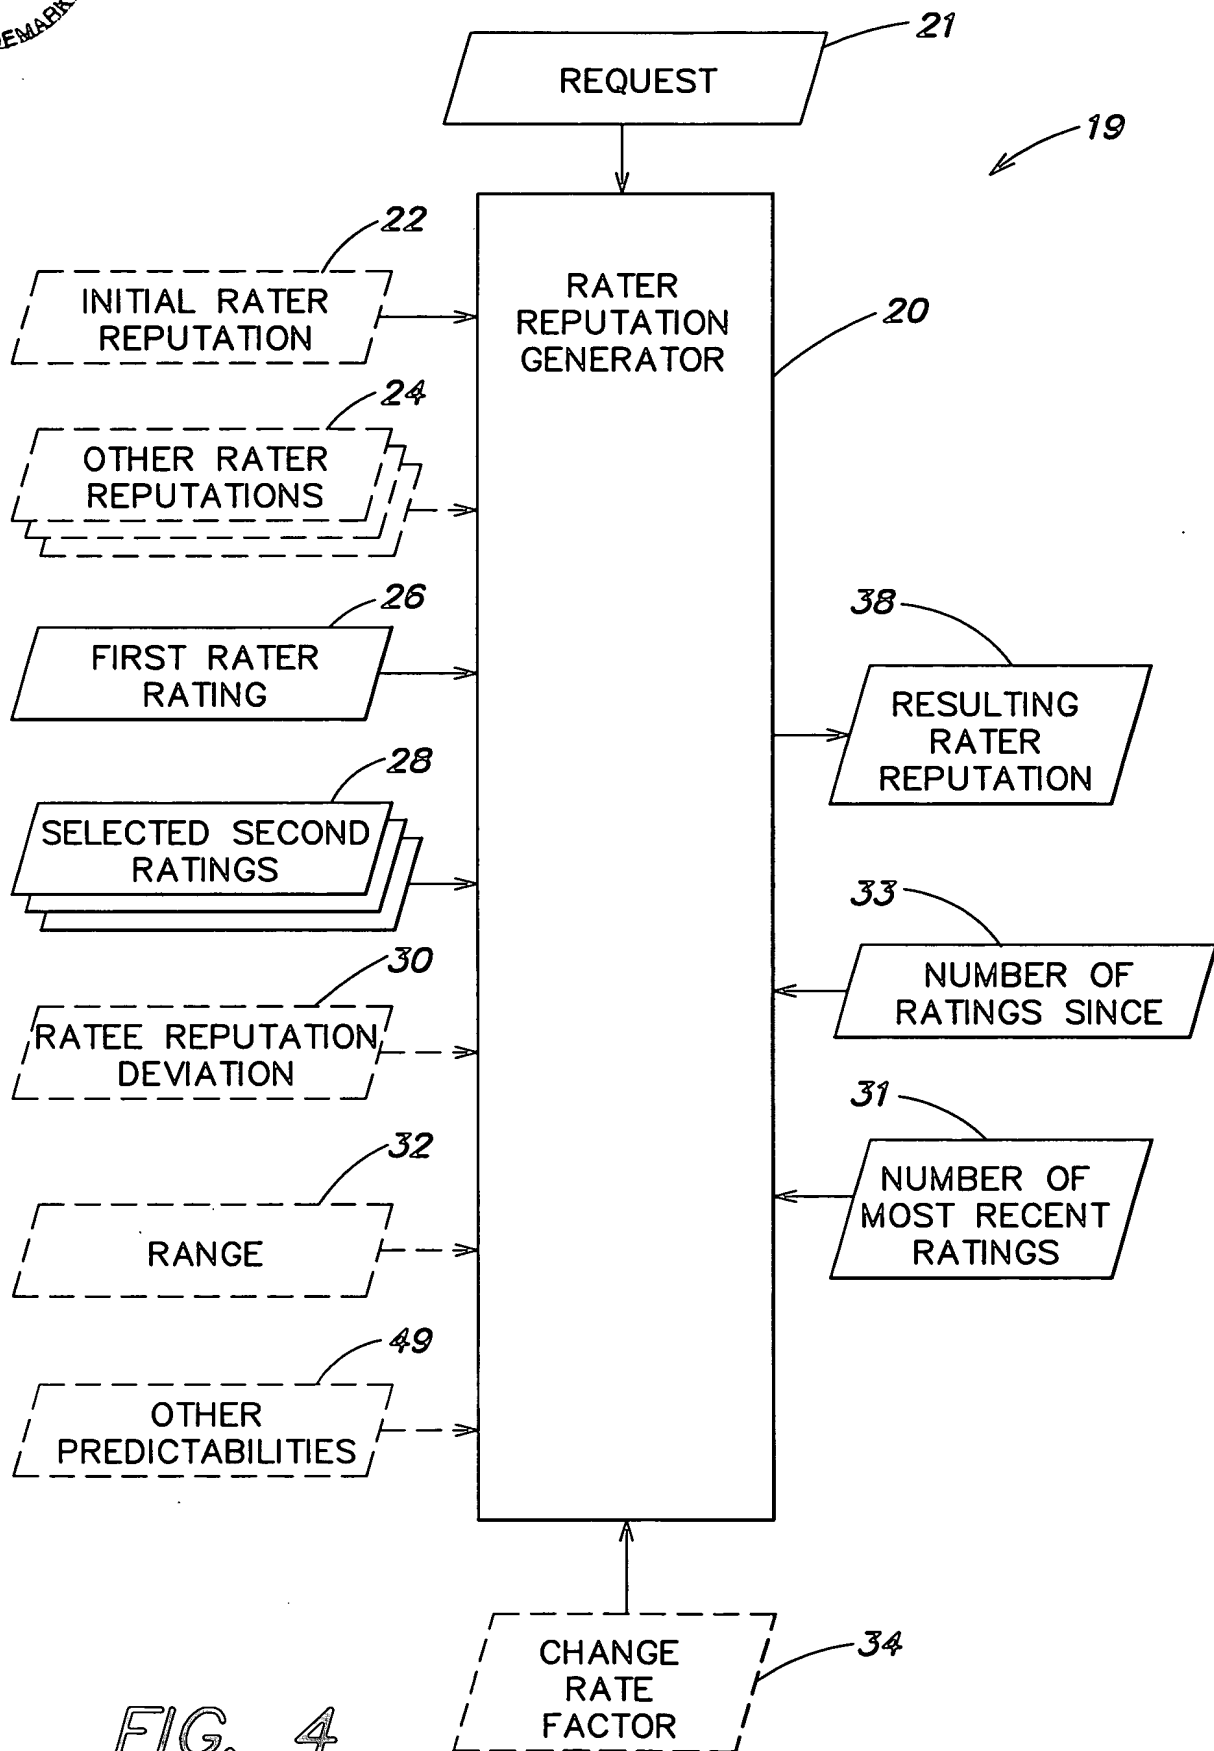 21
REQUEST
19
22
INITIAL RATER
REPUTATION
RATER
REPUTATION
GENERATOR
20
24
OTHER RATER
REPUTATIONS
26
FIRST RATER
RATING
38
RESULTING
RATER
REPUTATION
28
SELECTED SECOND
RATINGS
33
NUMBER OF
RATINGS SINCE
30
RATEE REPUTATION
DEVIATION
31
NUMBER OF
MOST RECENT
RATINGS
32
RANGE
49
OTHER
PREDICTABILITIES
34
CHANGE
RATE
FACTOR
FIG. 4